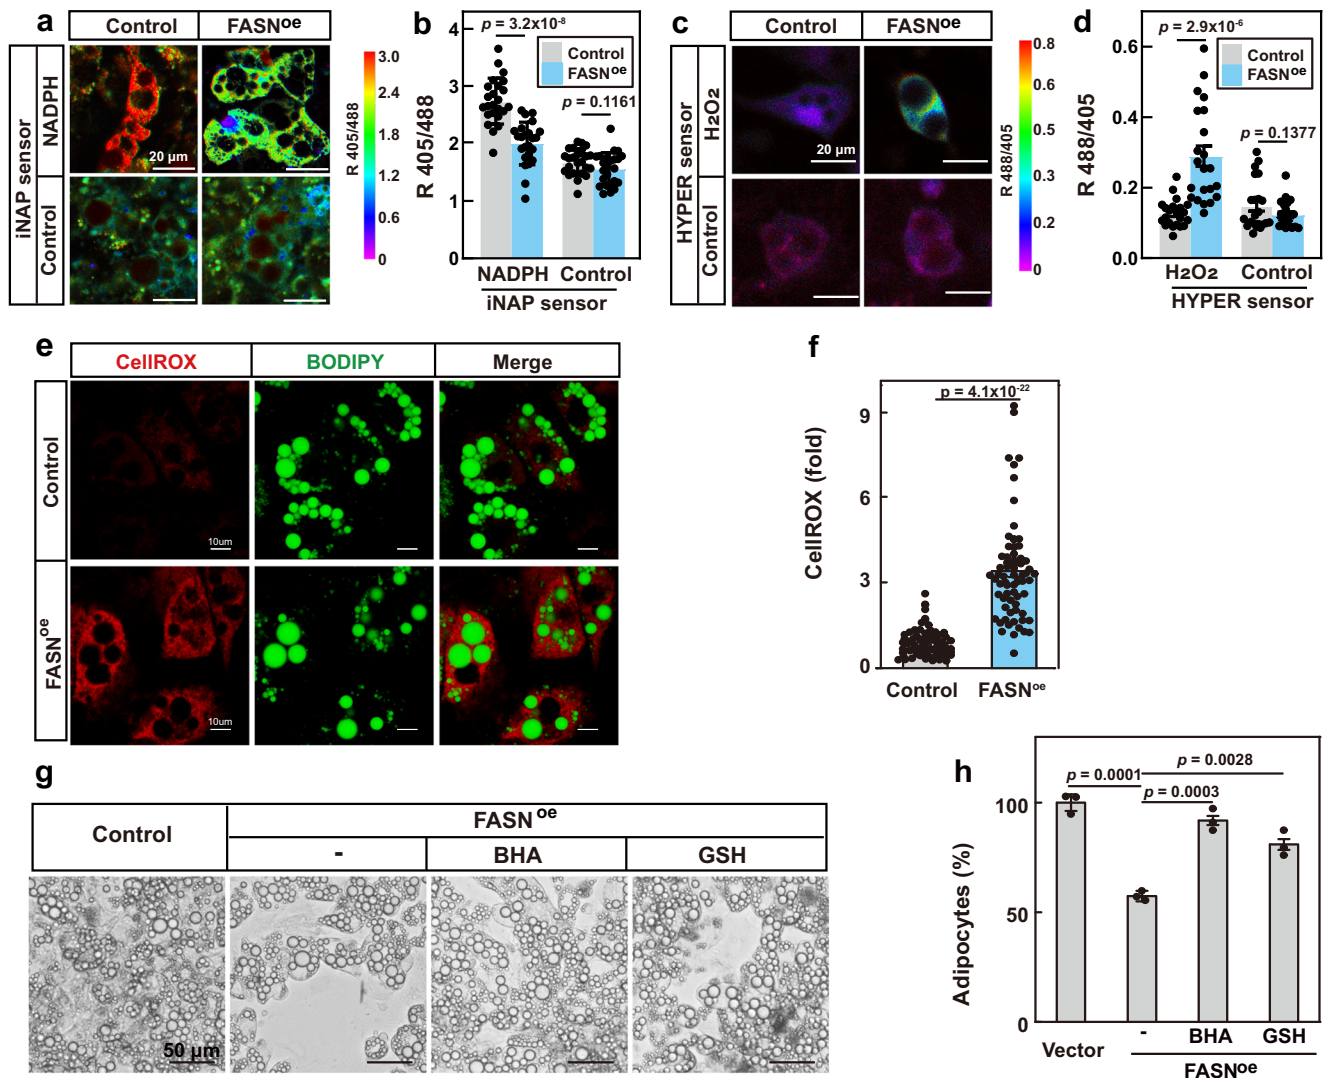 a
Control
FASNoe
iNAP sensor
NADPH
Control
20 μm
3.0
2.4
1.8
1.2
0.6
0
R 405/488
b
p = 3.2x10-8
Control
FASNoe
p = 0.1161
R 405/488
4
3
2
1
0
NADPH
Control
iNAP sensor
c
Control
FASNoe
HYPER sensor
H2O2
Control
20 μm
0.8
0.6
0.5
0.3
0.2
0
R 488/405
d
p = 2.9x10-6
Control
FASNoe
p = 0.1377
R 488/405
0.6
0.4
0.2
0.0
H2O2
Control
HYPER sensor
e
CellROX
BODIPY
Merge
Control
10um
FASNoe
10um
f
p = 4.1x10-22
CellROX (fold)
9
6
3
0
Control
FASNoe
g
Control
FASNoe
-
BHA
GSH
50 μm
h
p = 0.0028
p = 0.0001
p = 0.0003
Adipocytes (%)
100
50
0
Vector
-
BHA
GSH
FASNoe